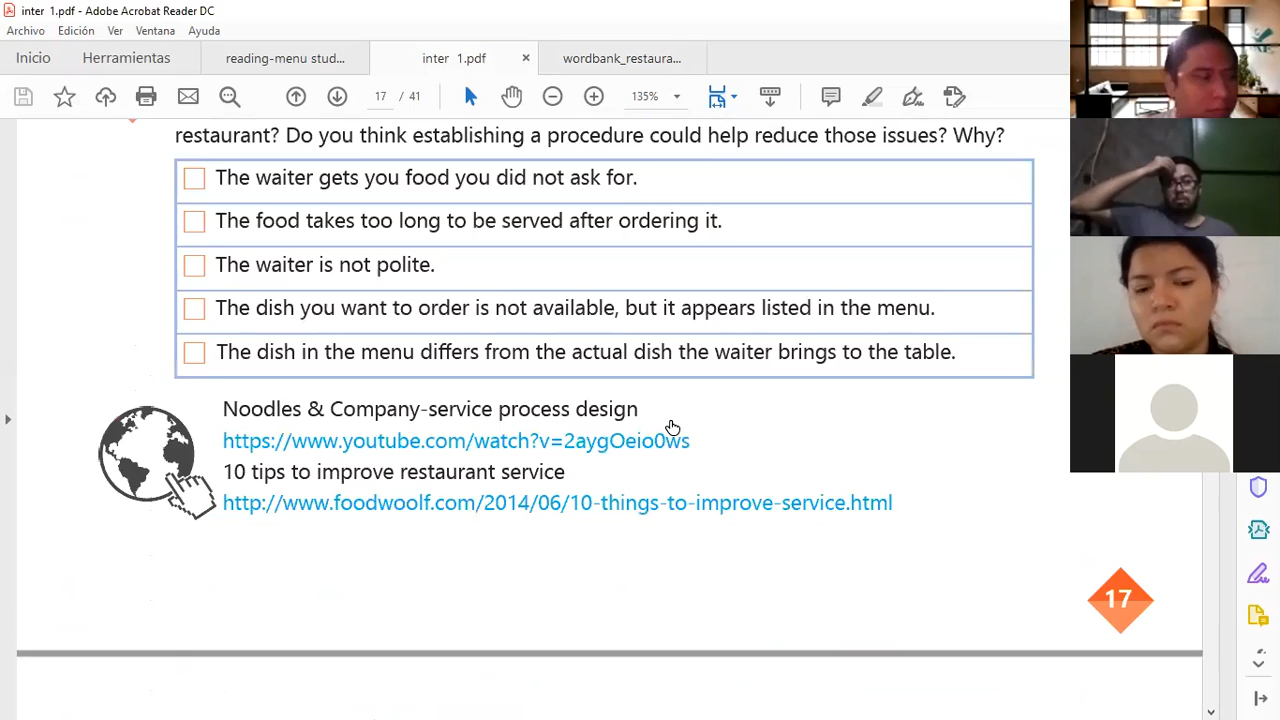 inter 1.pdf - Adobe Acrobat Reader DC
Archivo Edición Ver Ventana Ayuda
Inicio Herramientas reading-menu stud... inter 1.pdf × wordbank_restaura...
17 / 41 135%
restaurant? Do you think establishing a procedure could help reduce those issues? Why?
The waiter gets you food you did not ask for.
The food takes too long to be served after ordering it.
The waiter is not polite.
The dish you want to order is not available, but it appears listed in the menu.
The dish in the menu differs from the actual dish the waiter brings to the table.
Noodles & Company-service process design
https://www.youtube.com/watch?v=2aygOeio0ws
10 tips to improve restaurant service
http://www.foodwoolf.com/2014/06/10-things-to-improve-service.html
17